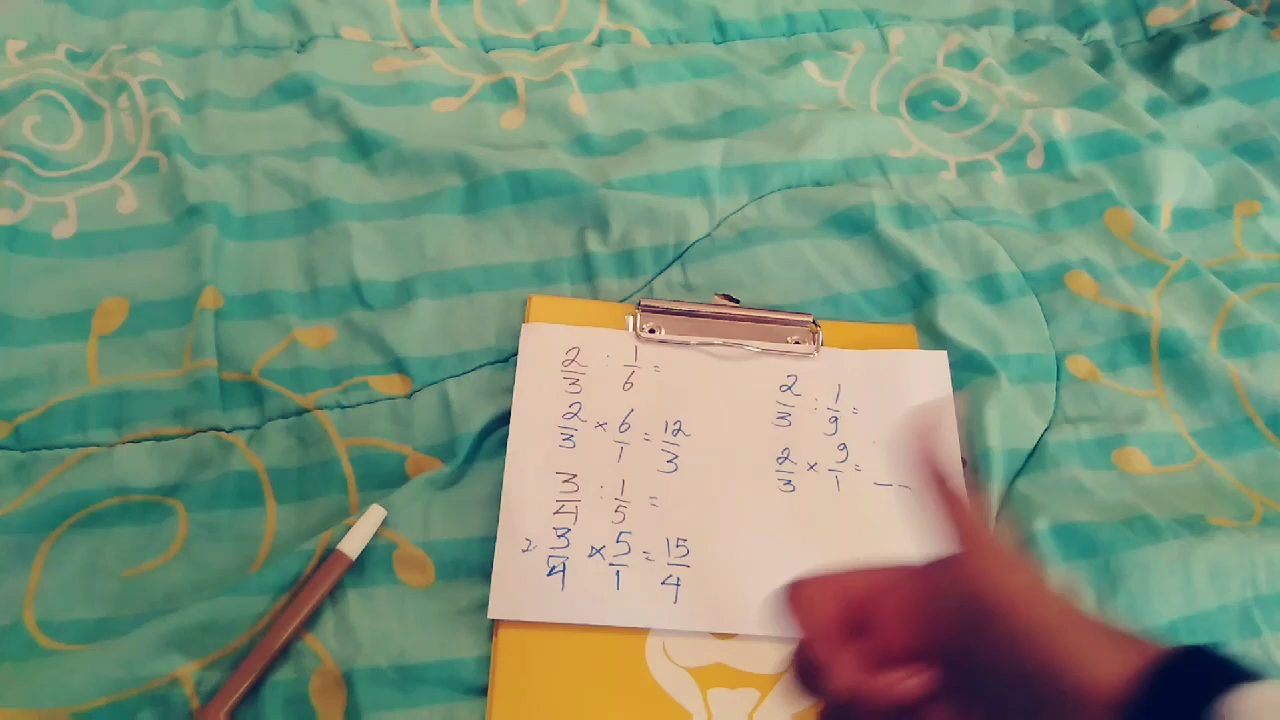 2/3 : 1/6 =
2/3 × 6/1 = 12/3
3/4 : 1/5 =
3/4 × 5/1 = 15/4
2/3 : 1/9 =
2/3 × 9/1 =